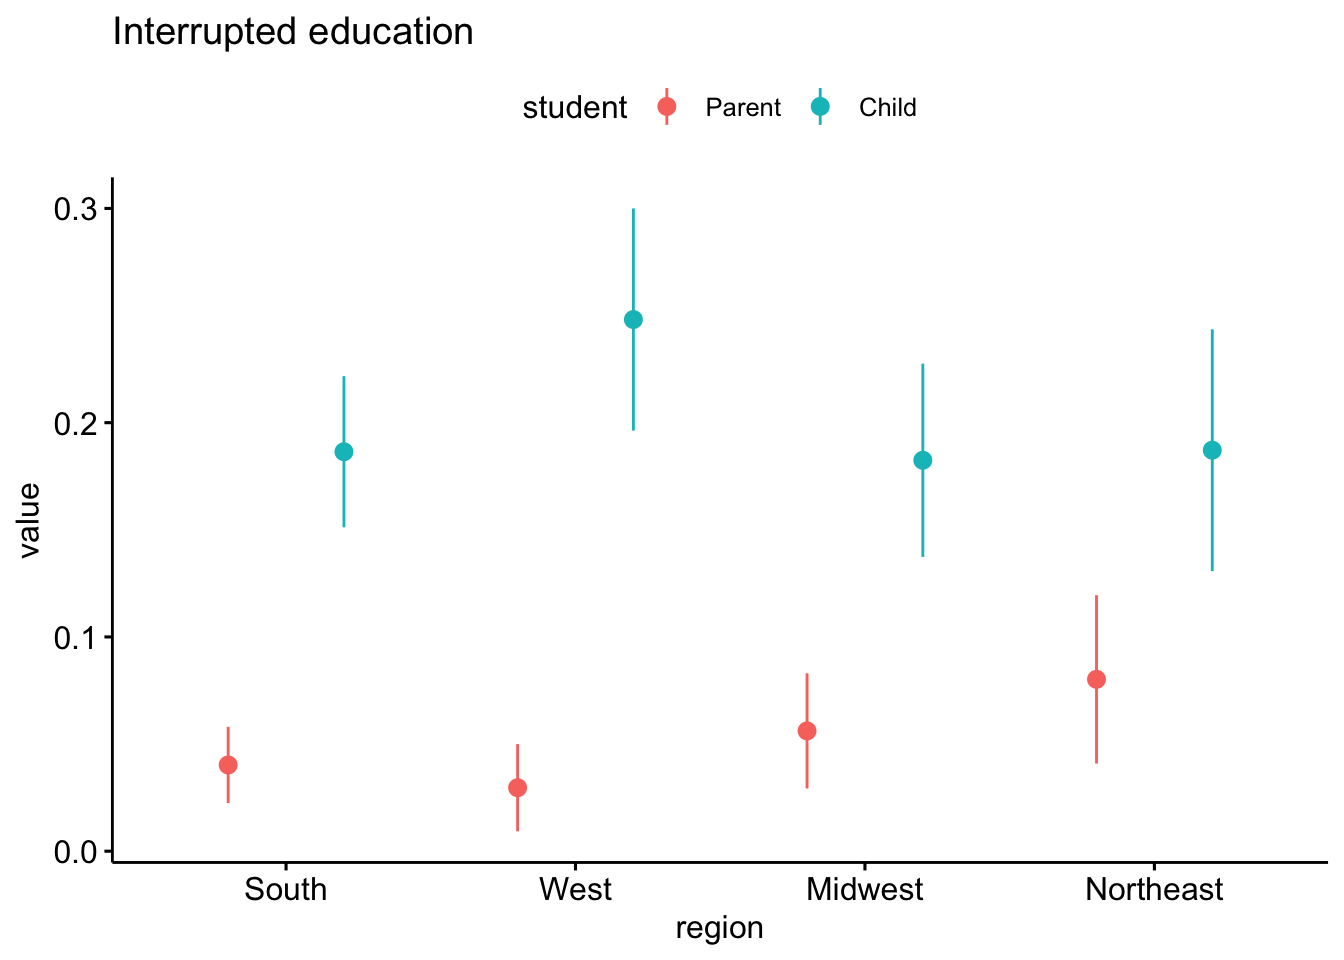 Interrupted education
student Parent Child
0.3
0.2
0.1
0.0
value
South West Midwest Northeast
region